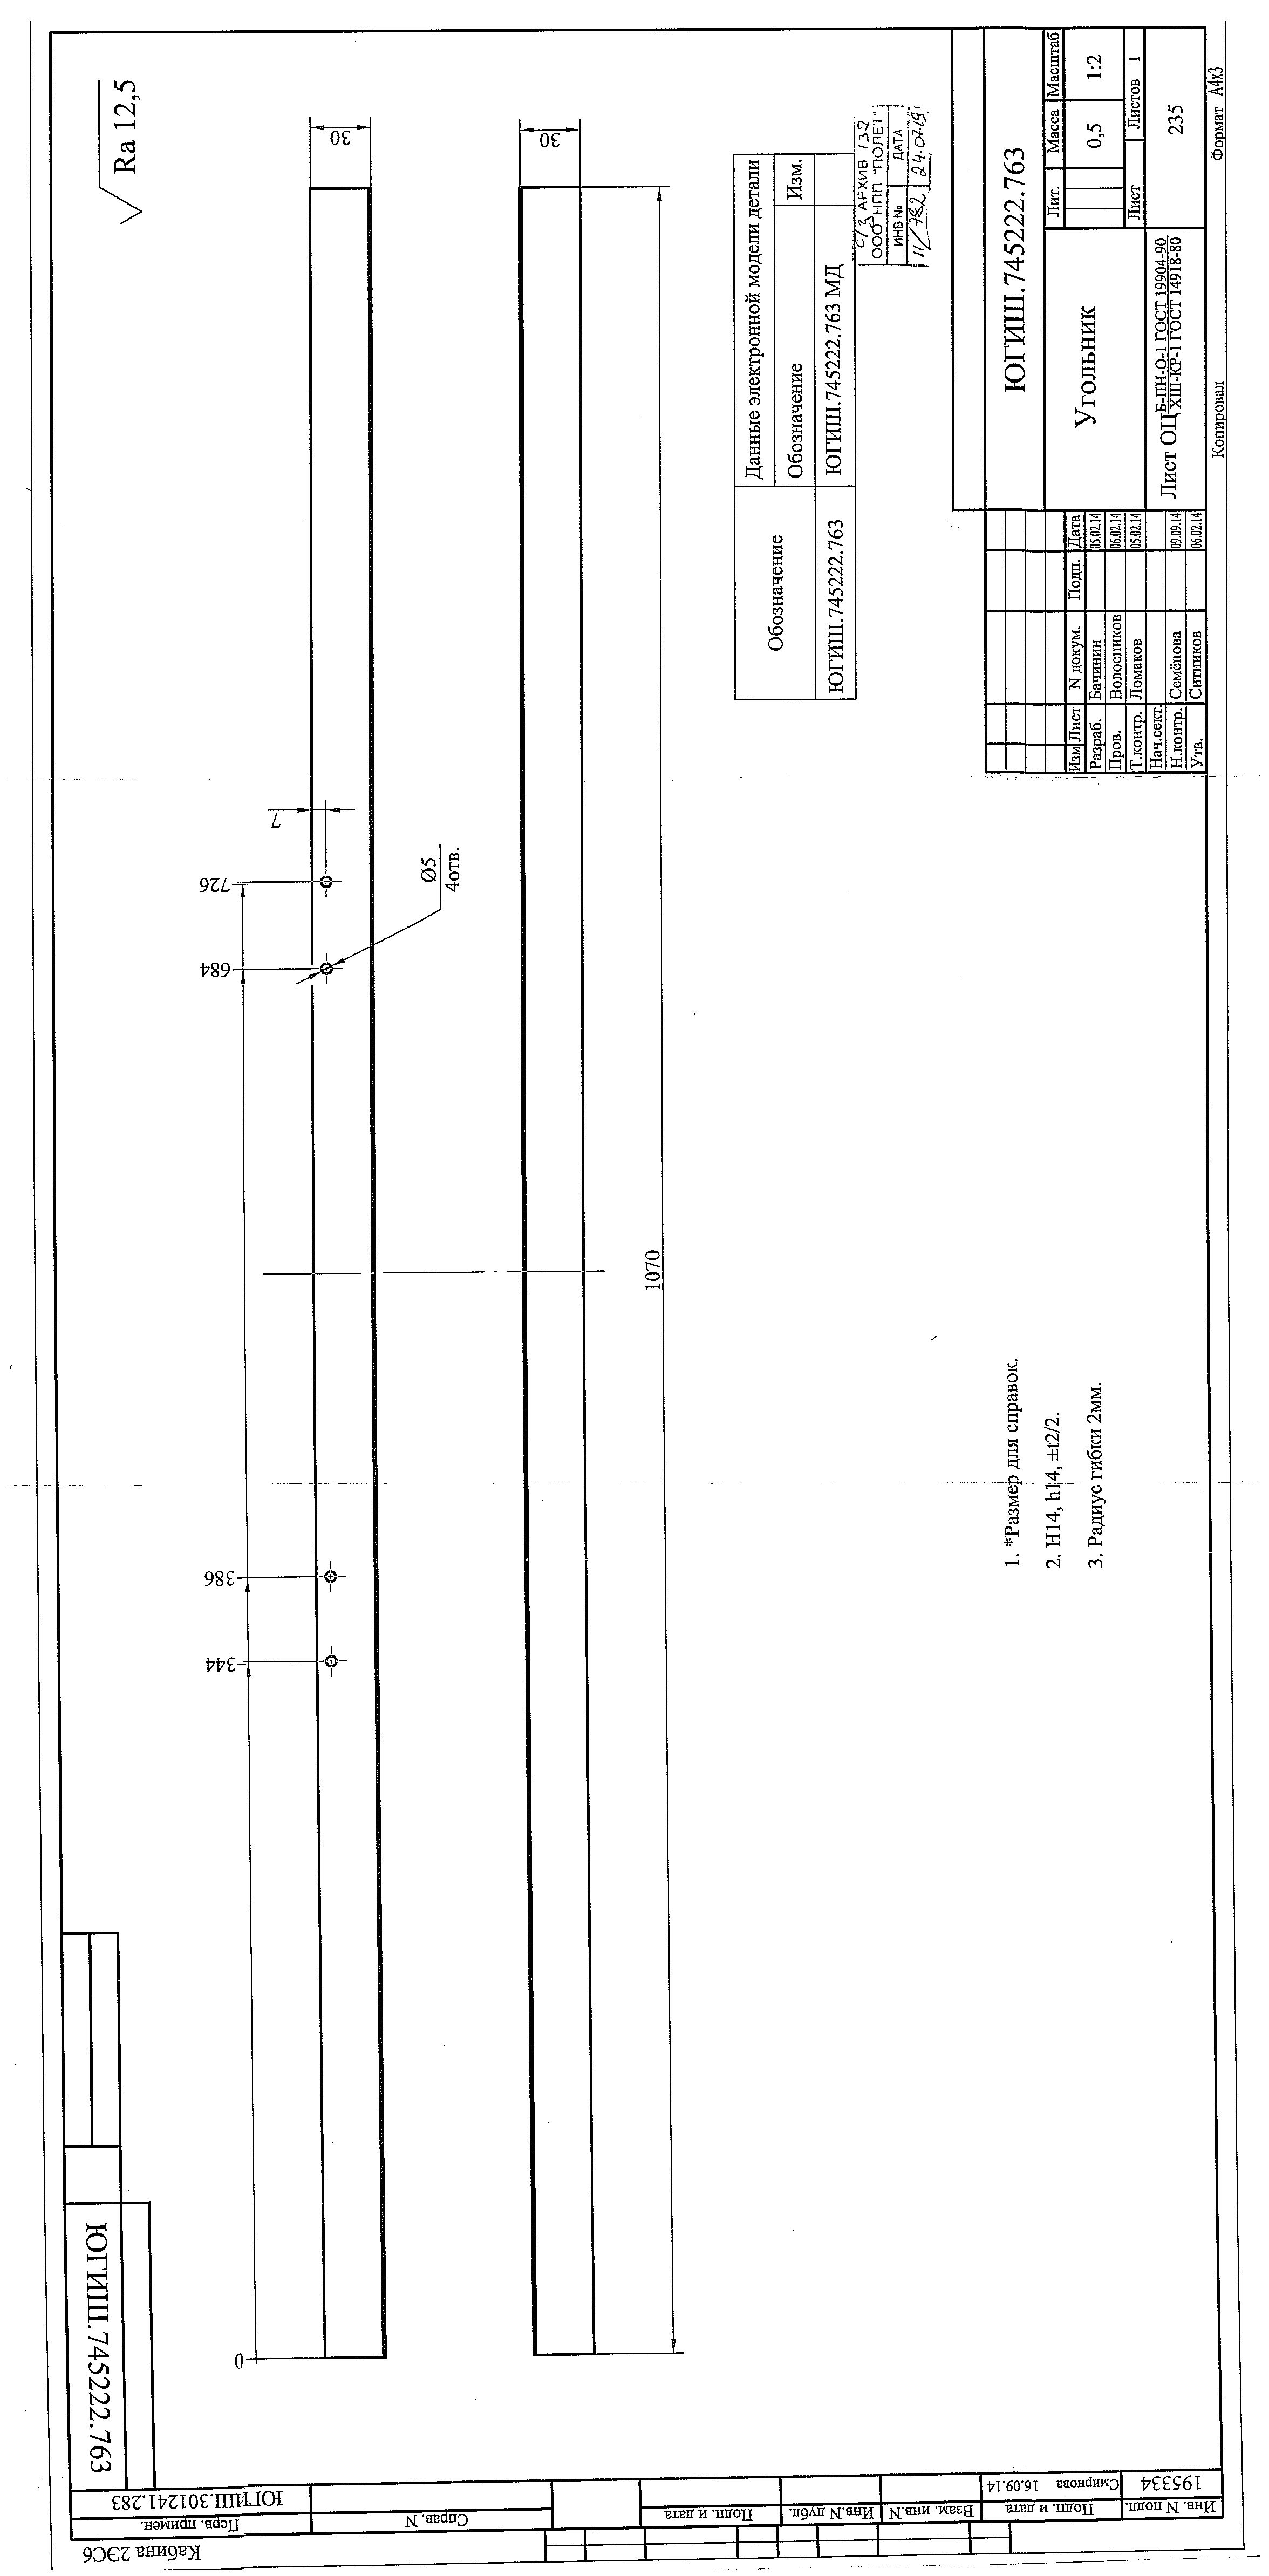 ЮГИШ.745222.763
Ra 12,5
Кабина 2ЭС6
Перв. примен.
ЮГИШ.301241.283
Справ. N
Подп. и дата
Инв.N дубл.
Взам. инв.N
Подп. и дата
Смирнова 16.09.14
Инв. N подл.
195334
0
344
386
684
726
7
30
Ø5
4отв.
30
1070
Обозначение
Данные электронной модели детали
Обозначение
Изм.
ЮГИШ.745222.763
ЮГИШ.745222.763 МД
С/З АРХИВ 132
ООО НПП "ПОЛЕТ"
ИНВ №
ДАТА
11/782
24.07.19
1. *Размер для справок.
2. H14, h14, ±t2/2.
3. Радиус гибки 2мм.
ЮГИШ.745222.763
Изм Лист N докум. Подп. Дата
Разраб. Бачинин 05.02.14
Пров. Волосников 06.02.14
Т.контр. Ломаков 05.02.14
Нач.сект.
Н.контр. Семёнова 09.09.14
Утв. Ситников 06.02.14
Угольник
Лит. Масса Масштаб
0,5 1:2
Лист Листов 1
Лист ОЦ Б-ПН-О-1 ГОСТ 19904-90
ХШ-КР-1 ГОСТ 14918-80
235
Копировал
Формат А4х3